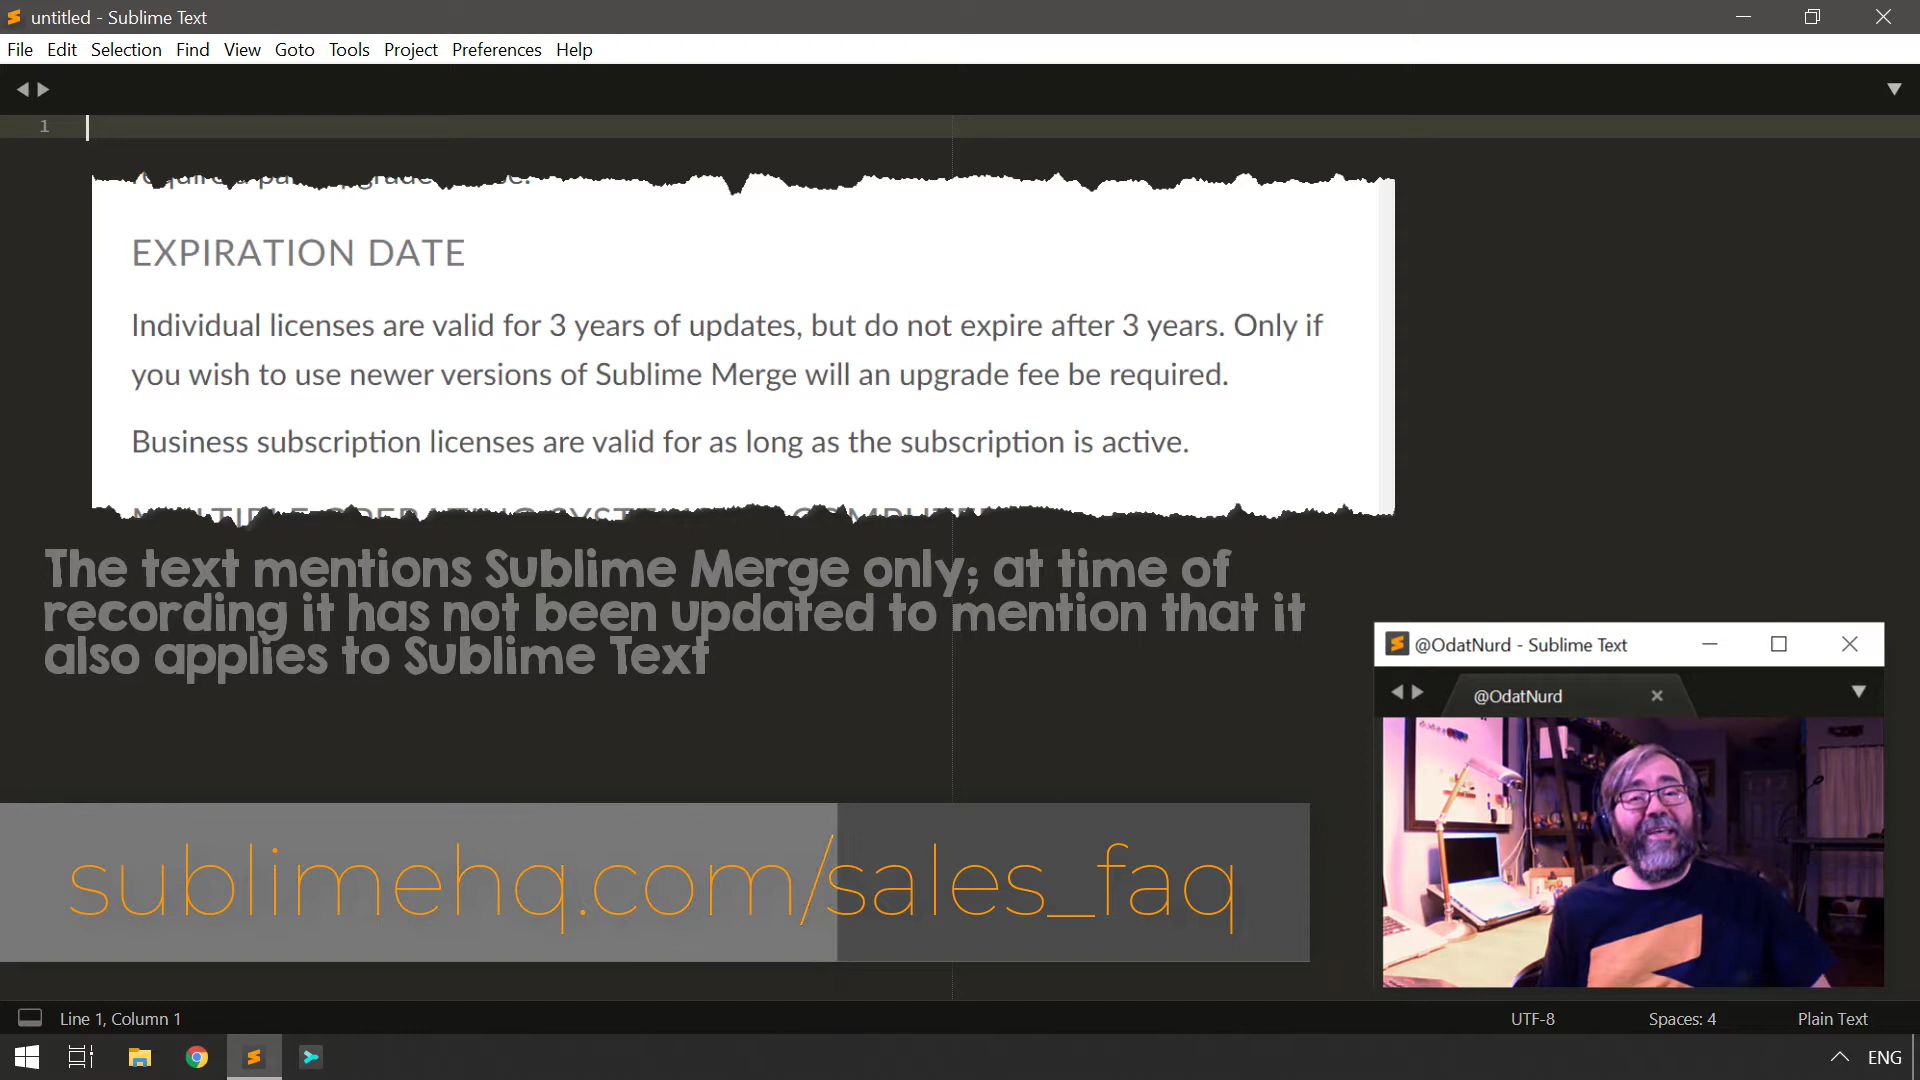 untitled - Sublime Text
File Edit Selection Find View Goto Tools Project Preferences Help
1
EXPIRATION DATE
Individual licenses are valid for 3 years of updates, but do not expire after 3 years. Only if
you wish to use newer versions of Sublime Merge will an upgrade fee be required.
Business subscription licenses are valid for as long as the subscription is active.
The text mentions Sublime Merge only; at time of
recording it has not been updated to mention that it
also applies to Sublime Text
@OdatNurd - Sublime Text
@OdatNurd
sublimehq.com/sales_faq
Line 1, Column 1
UTF-8
Spaces: 4
Plain Text
ENG